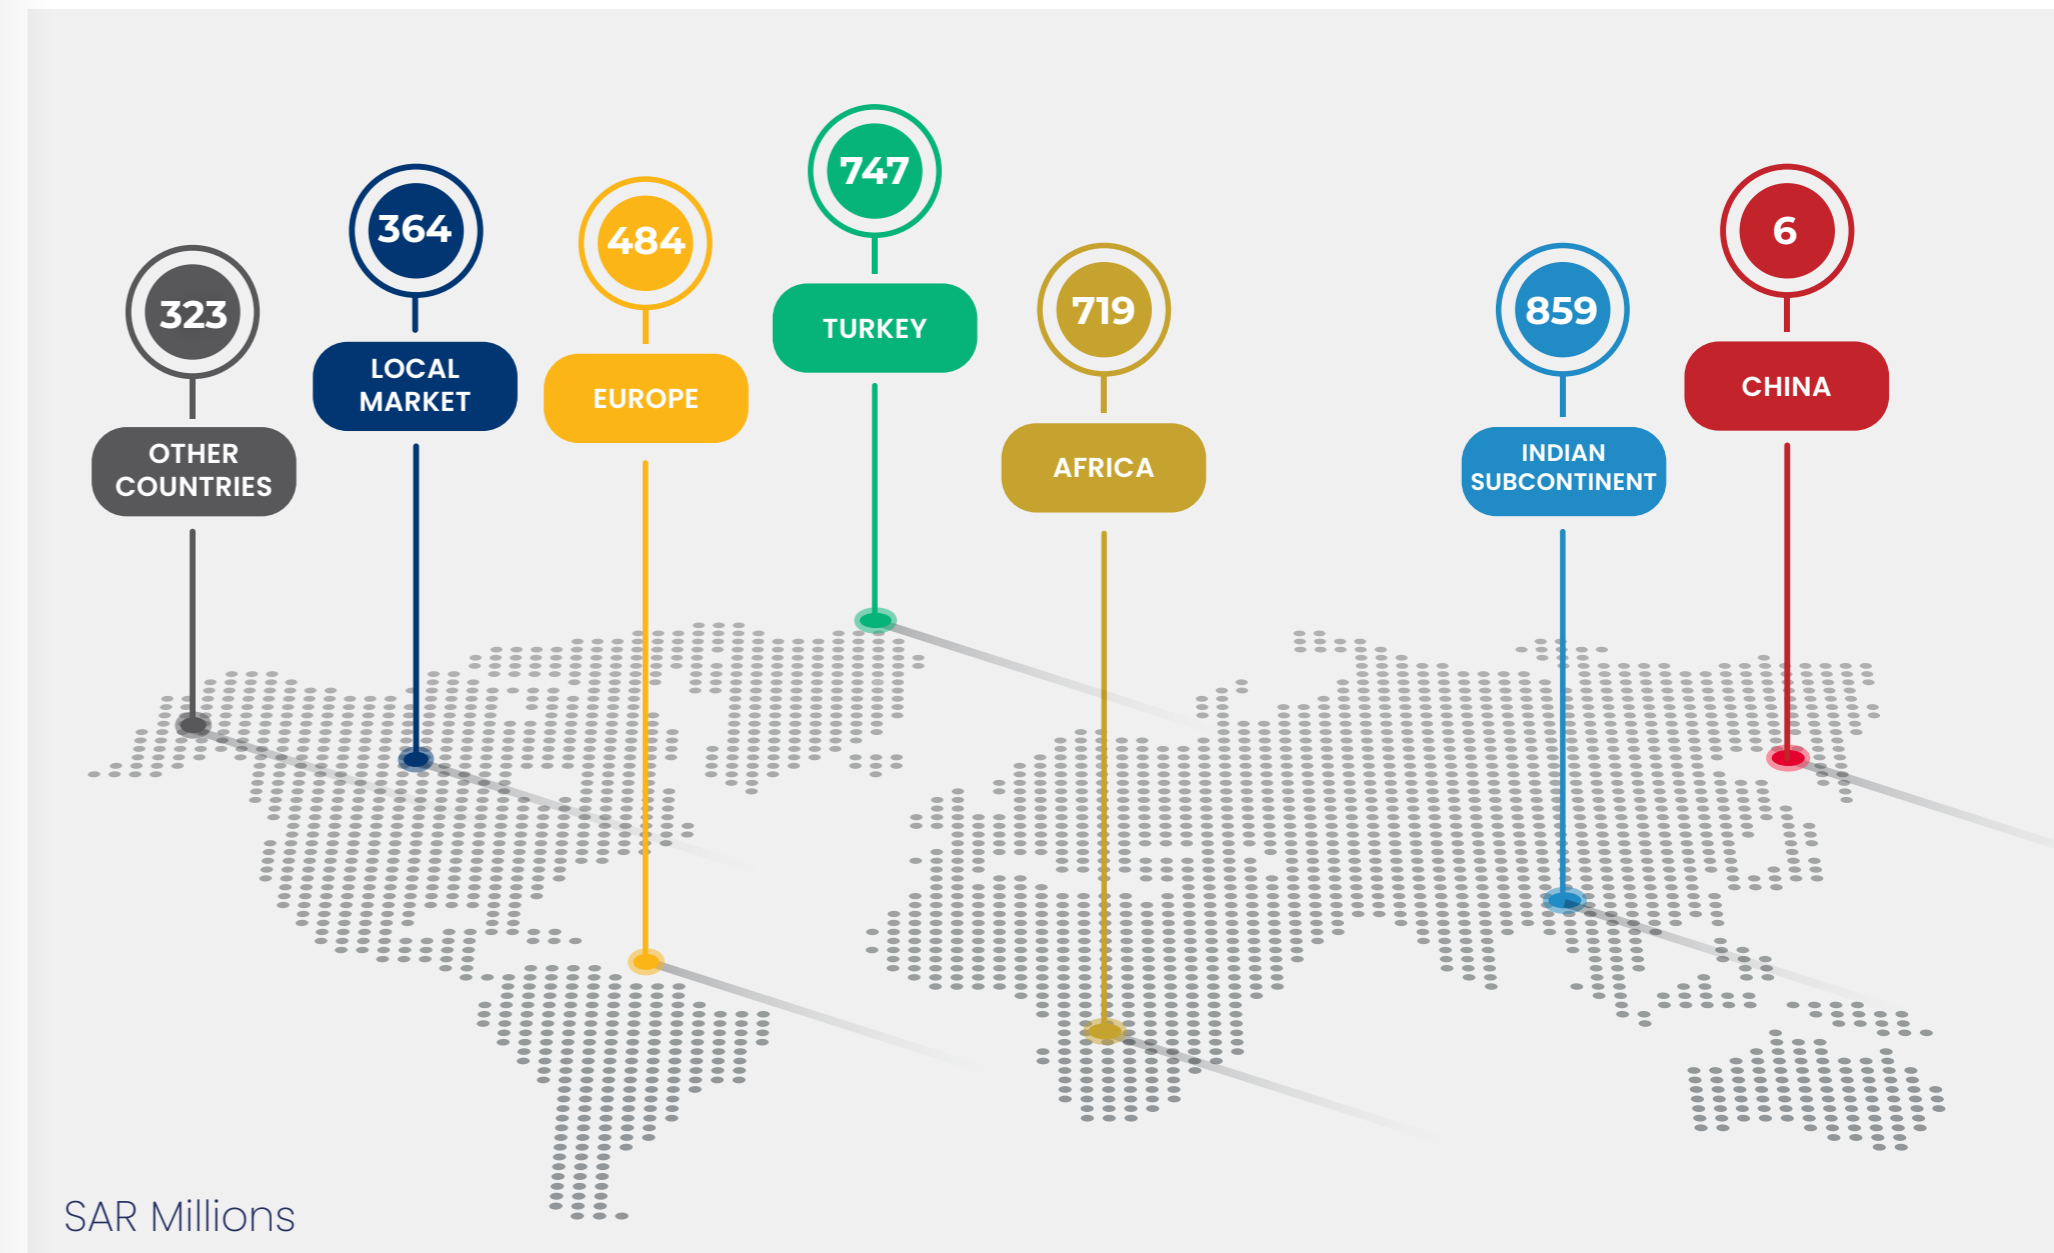 323
OTHER
COUNTRIES
364
LOCAL
MARKET
484
EUROPE
747
TURKEY
719
AFRICA
859
INDIAN
SUBCONTINENT
6
CHINA
SAR Millions